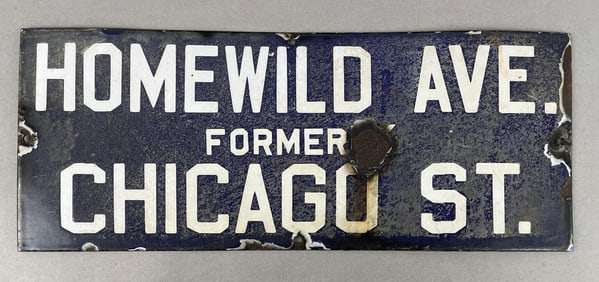 HOMEWILD AVE.
FORMER
CHICAGO ST.